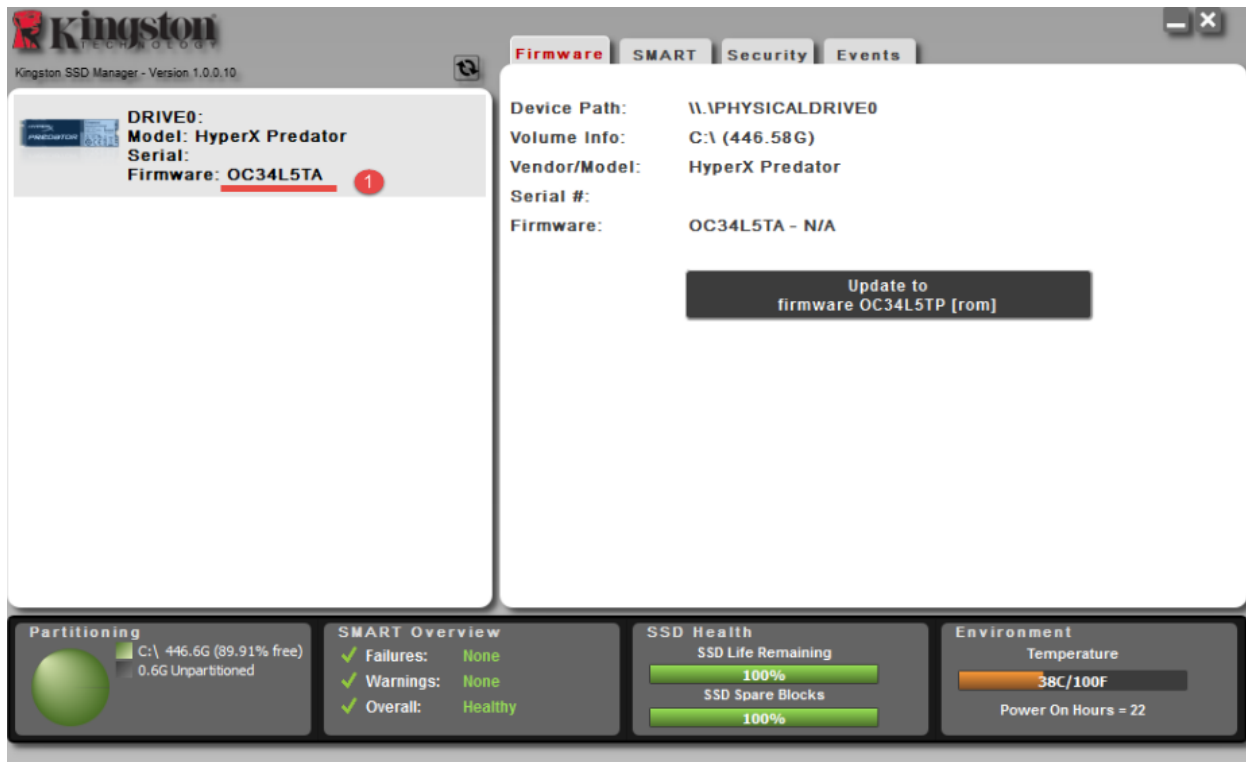 Kingston
TECHNOLOGY
Kingston SSD Manager - Version 1.0.0.10
Firmware SMART Security Events
PREDATOR
DRIVE0:
Model: HyperX Predator
Serial:
Firmware: OC34L5TA
1
Device Path: \\.\PHYSICALDRIVE0
Volume Info: C:\ (446.58G)
Vendor/Model: HyperX Predator
Serial #:
Firmware: OC34L5TA - N/A
Update to
firmware OC34L5TP [rom]
Partitioning
C:\ 446.6G (89.91% free)
0.6G Unpartitioned
SMART Overview
Failures: None
Warnings: None
Overall: Healthy
SSD Health
SSD Life Remaining
100%
SSD Spare Blocks
100%
Environment
Temperature
38C/100F
Power On Hours = 22